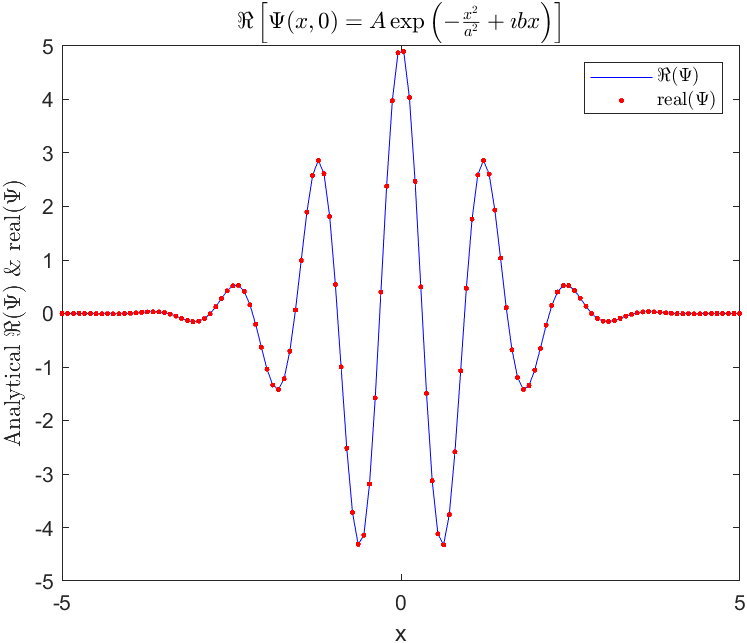 ℜ [Ψ(x, 0) = A exp (−x²/a² + ıbx)]
ℜ(Ψ)
real(Ψ)
Analytical ℜ(Ψ) & real(Ψ)
5
4
3
2
1
0
-1
-2
-3
-4
-5
-5 0 5
x